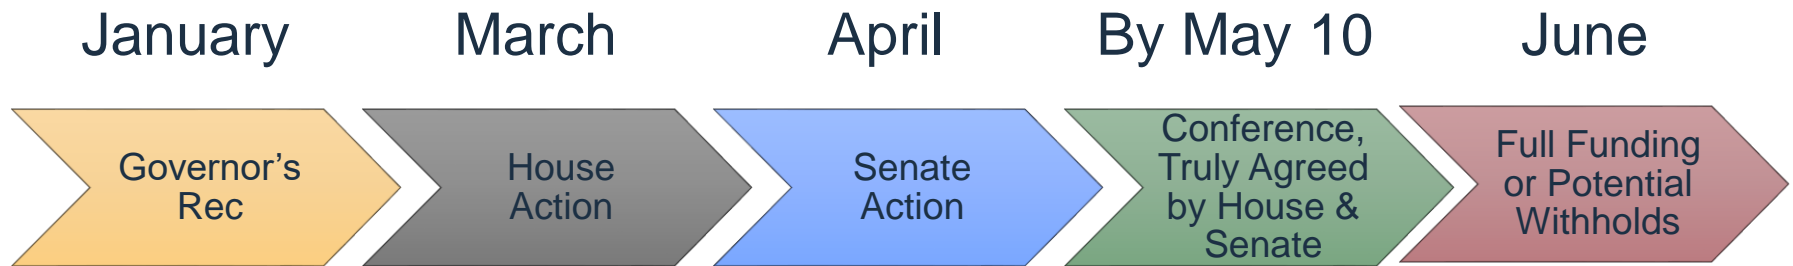 January
March
April
By May 10
June
Governor's
Rec
House
Action
Senate
Action
Conference,
Truly Agreed
by House &
Senate
Full Funding
or Potential
Withholds